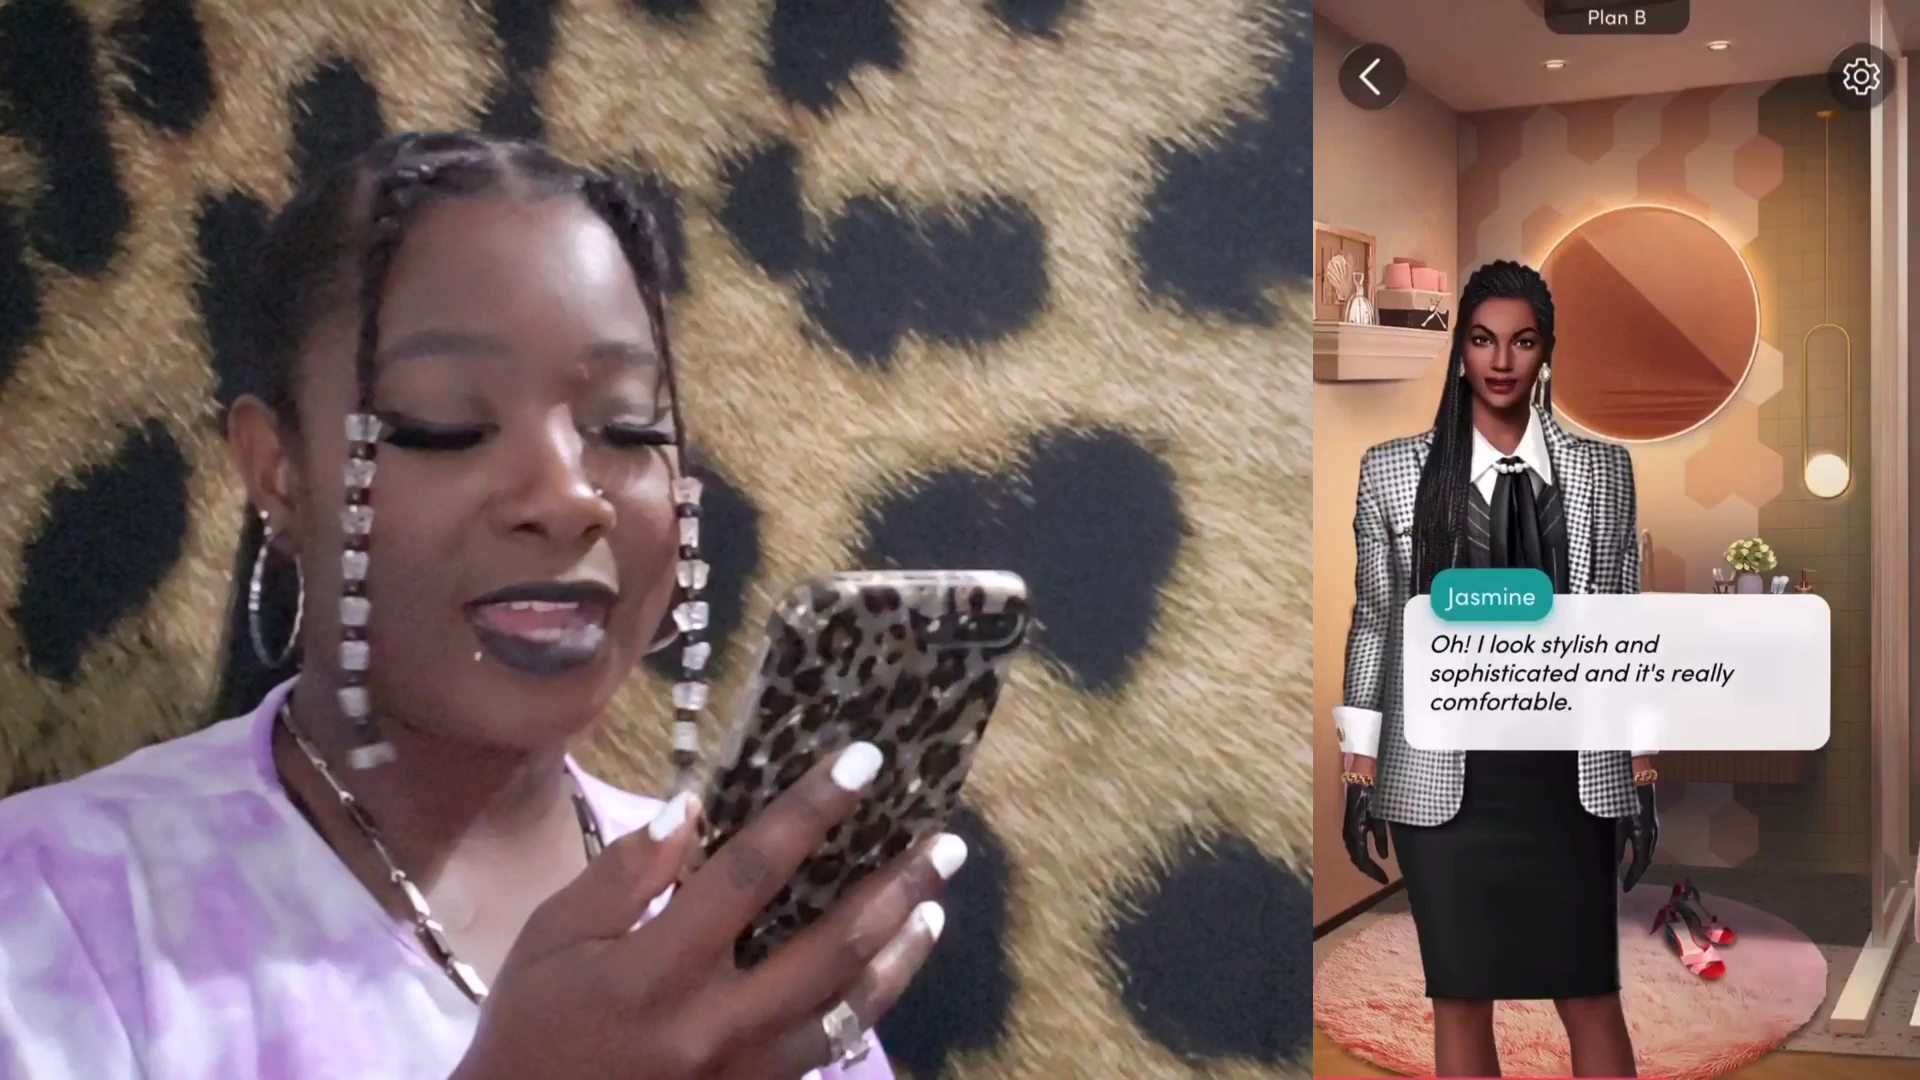 Plan B
Jasmine
Oh! I look stylish and
sophisticated and it's really
comfortable.